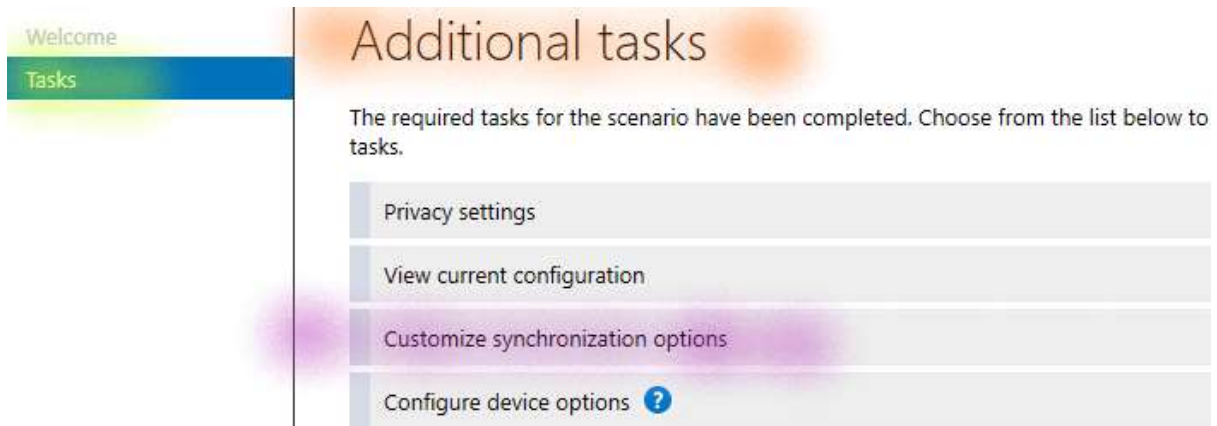 Welcome
Tasks
Additional tasks
The required tasks for the scenario have been completed. Choose from the list below to
tasks.
Privacy settings
View current configuration
Customize synchronization options
Configure device options ?